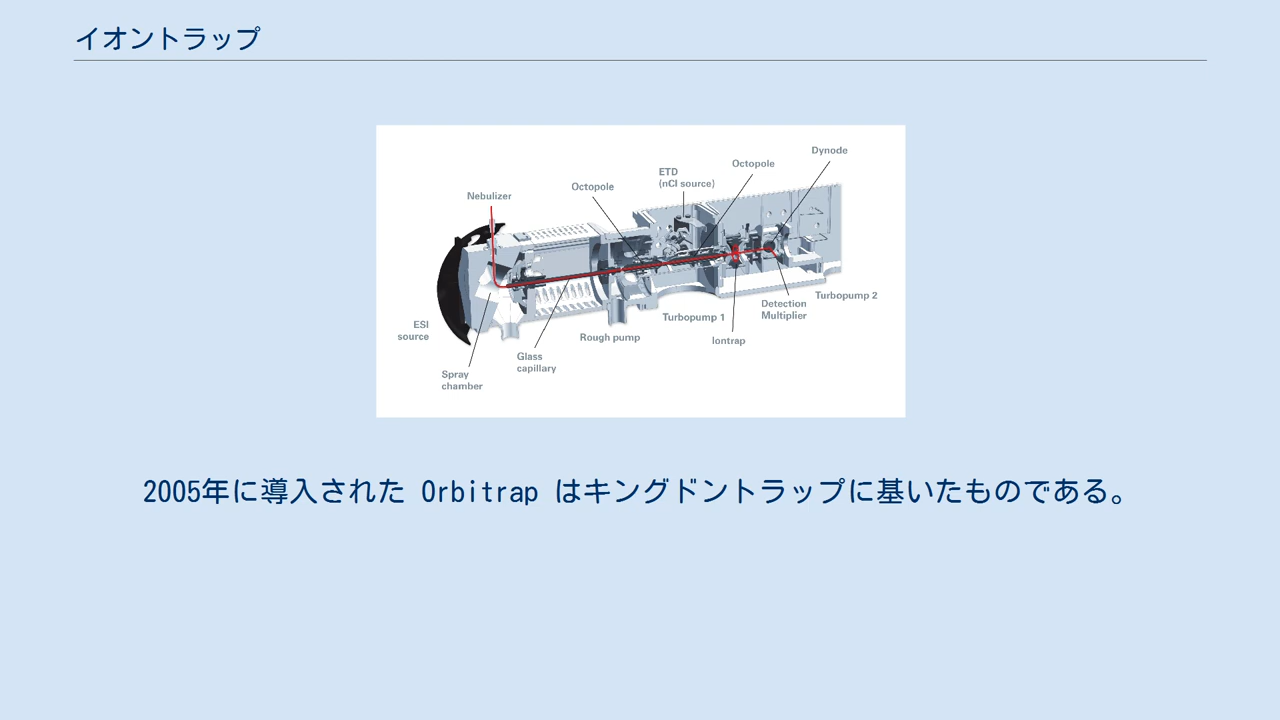 イオントラップ
Dynode
Octopole
ETD
(nCI source)
Octopole
Nebulizer
Turbopump 2
Detection
Multiplier
Turbopump 1
ESI
source
Rough pump
Iontrap
Glass
capillary
Spray
chamber
2005年に導入された Orbitrap はキングドントラップに基いたものである。